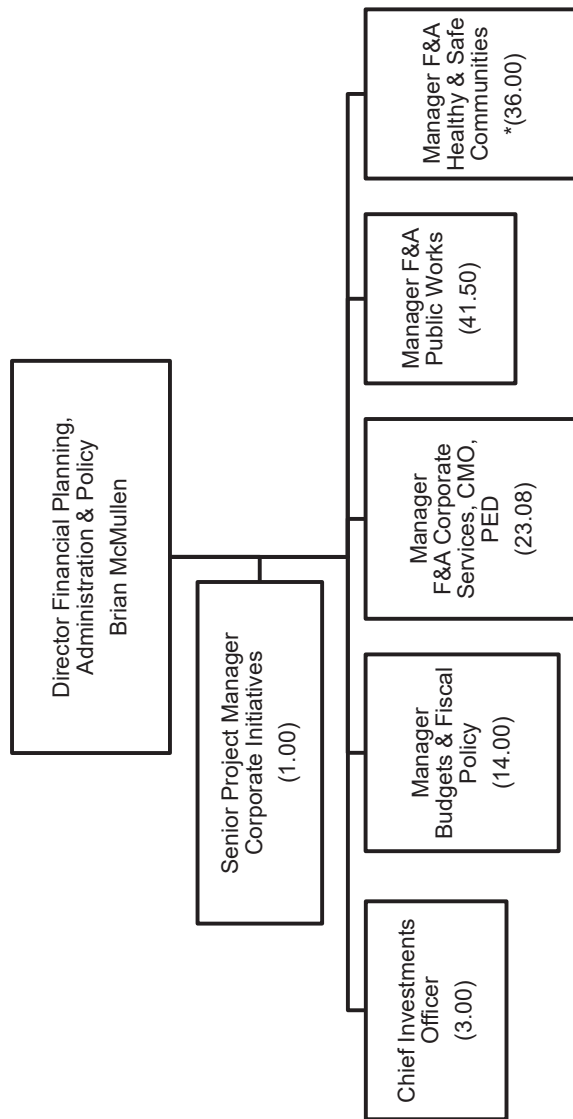 Director Financial Planning,
Administration & Policy
Brian McMullen
Senior Project Manager
Corporate Initiatives
(1.00)
Chief Investments
Officer
(3.00)
Manager
Budgets & Fiscal
Policy
(14.00)
Manager
F&A Corporate
Services, CMO,
PED
(23.08)
Manager F&A
Public Works
(41.50)
Manager F&A
Healthy & Safe
Communities
*(36.00)